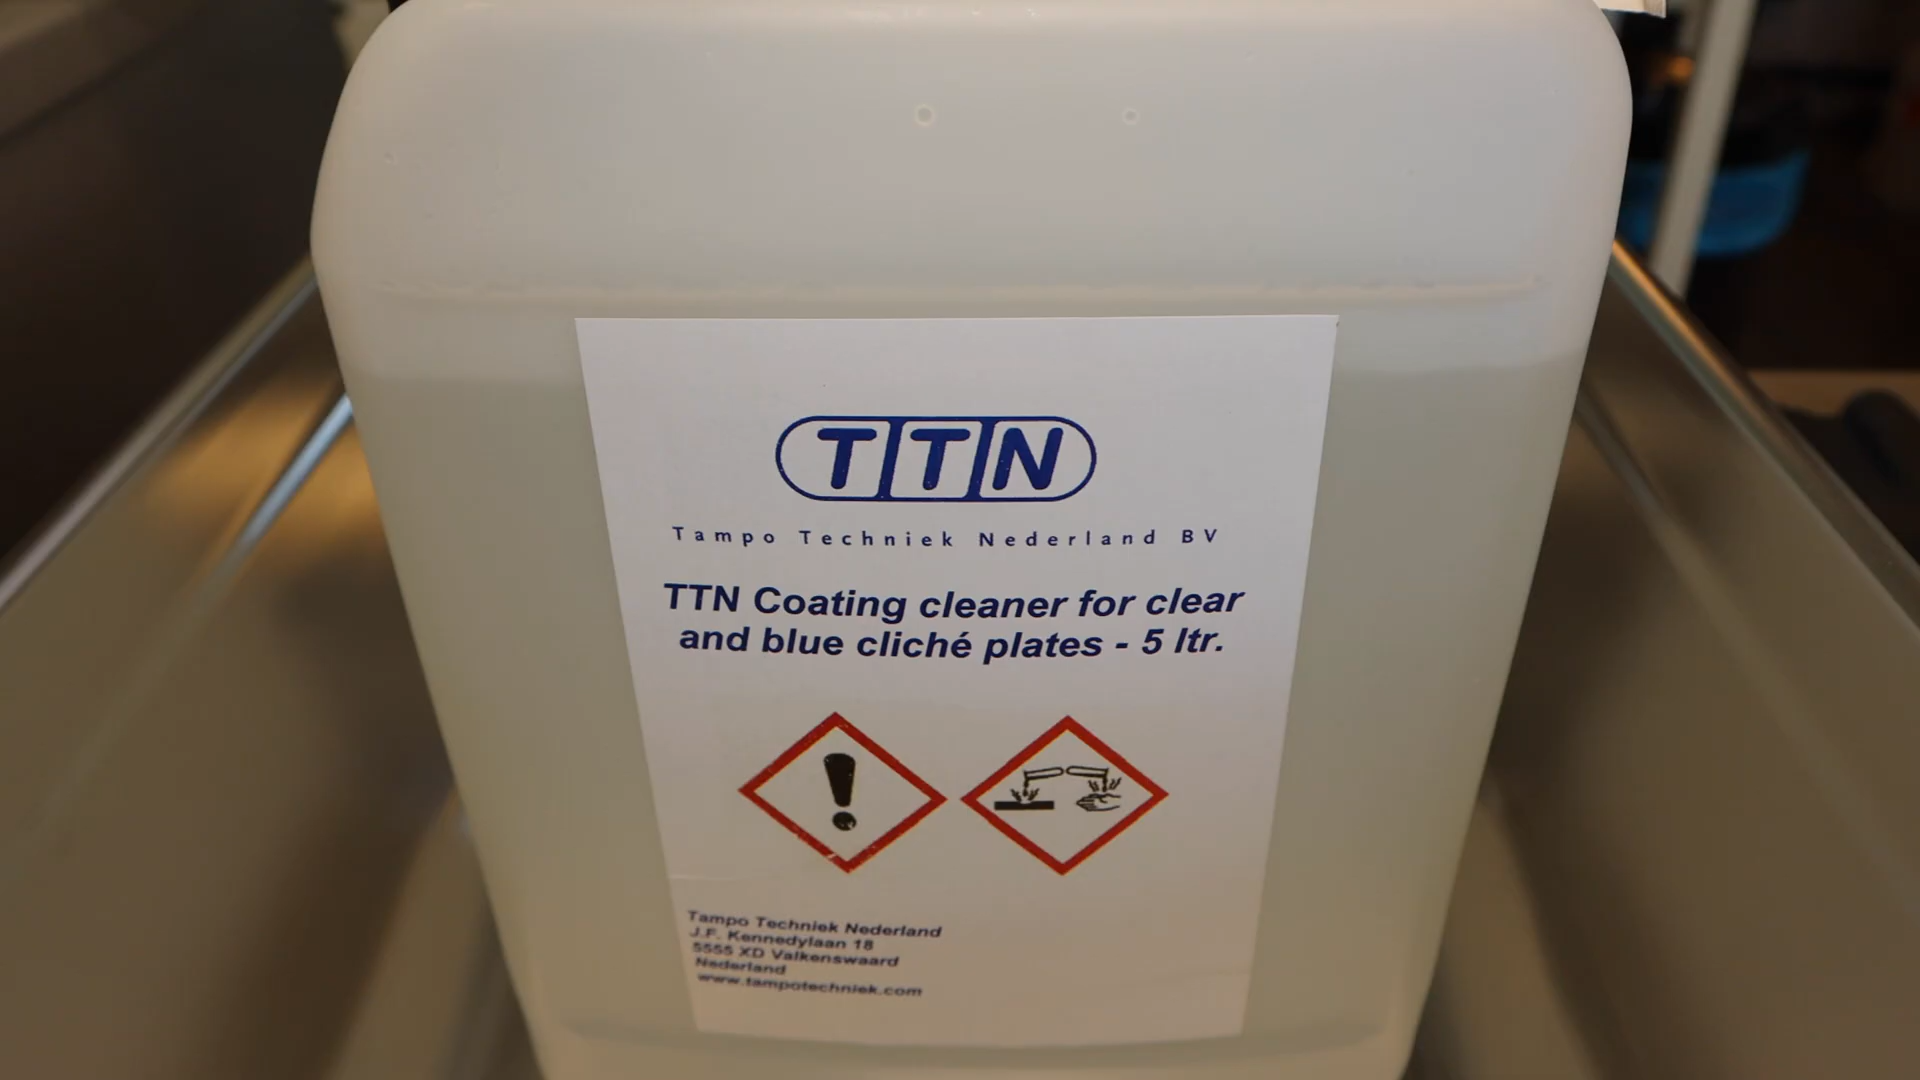 TTN
Tampo Techniek Nederland BV
TTN Coating cleaner for clear
and blue cliché plates - 5 ltr.
Tampo Techniek Nederland
J.F. Kennedylaan 18
5555 XD Valkenswaard
Nederland
www.tampotechniek.com